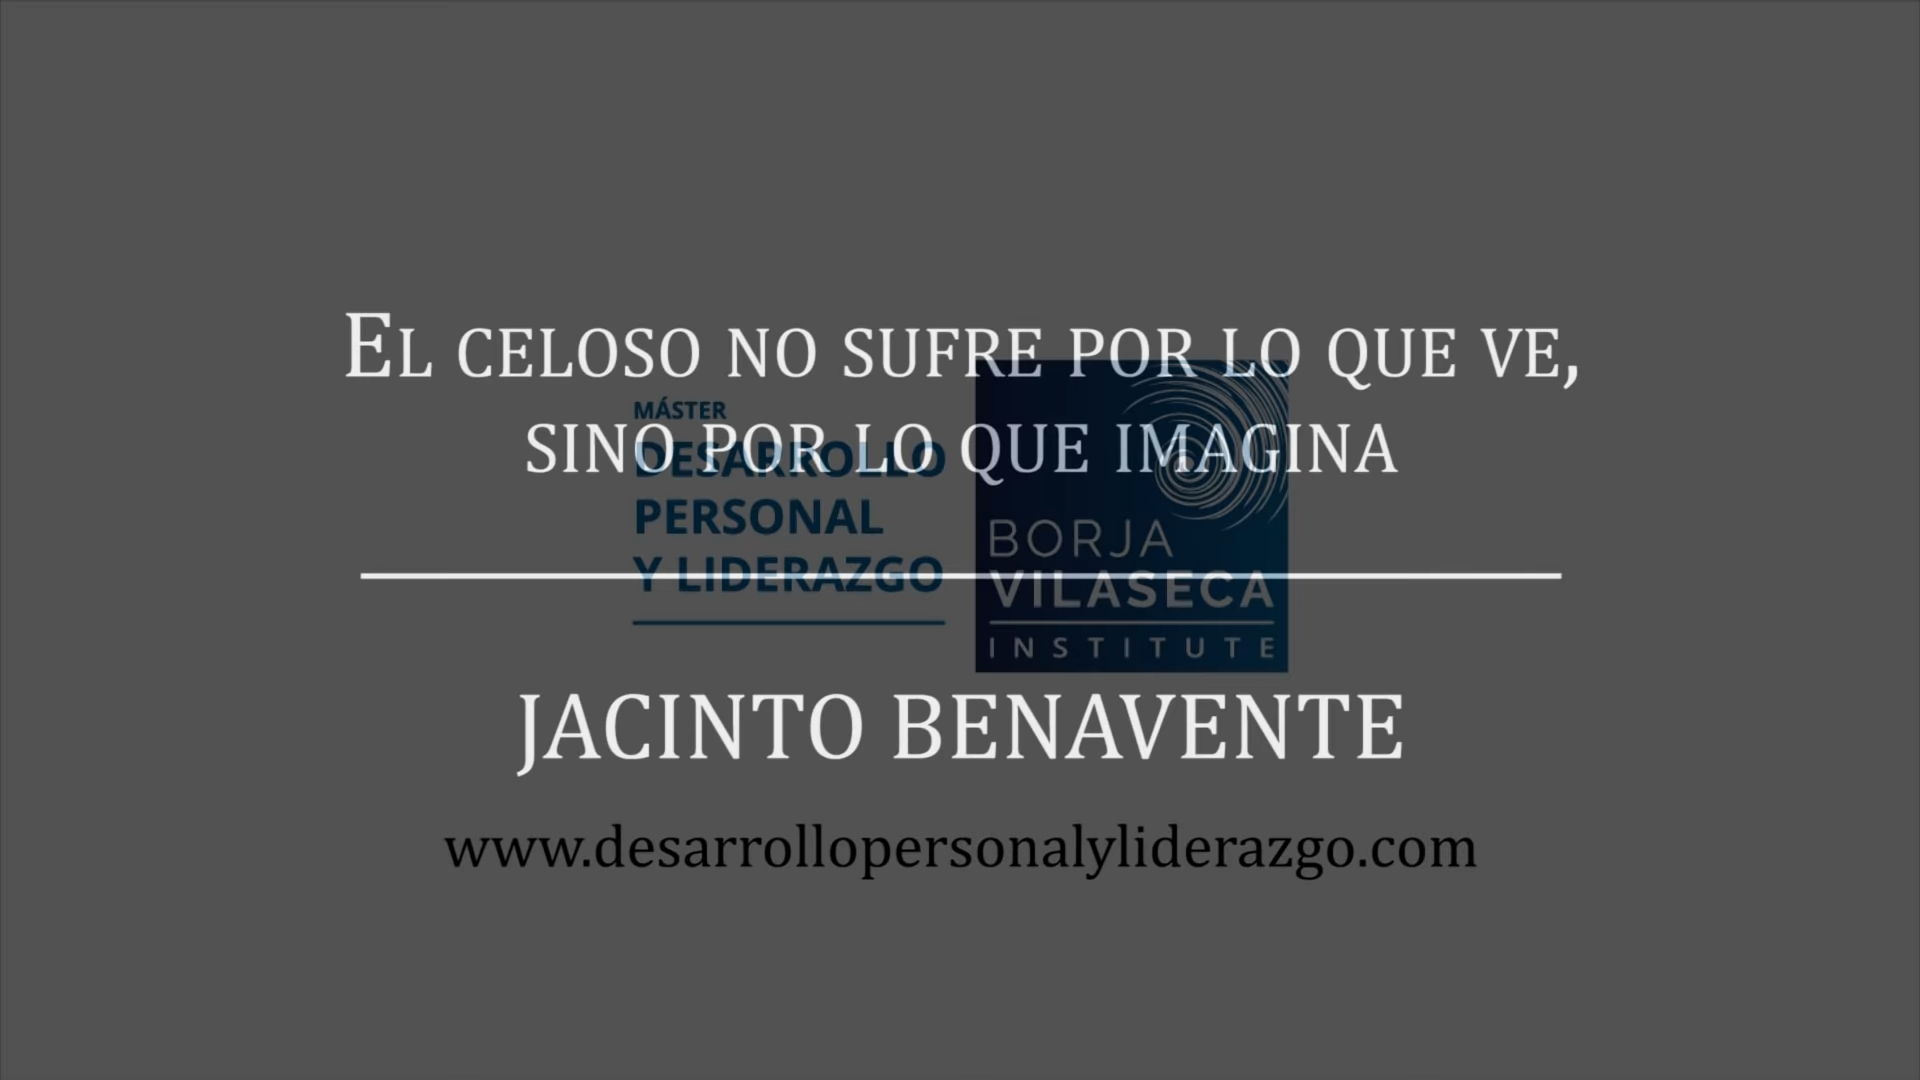 El celoso no sufre por lo que ve,
sino por lo que imagina
MÁSTER
DESARROLLO
PERSONAL
Y LIDERAZGO
BORJA
VILASECA
INSTITUTE
JACINTO BENAVENTE
www.desarrollopersonalyliderazgo.com